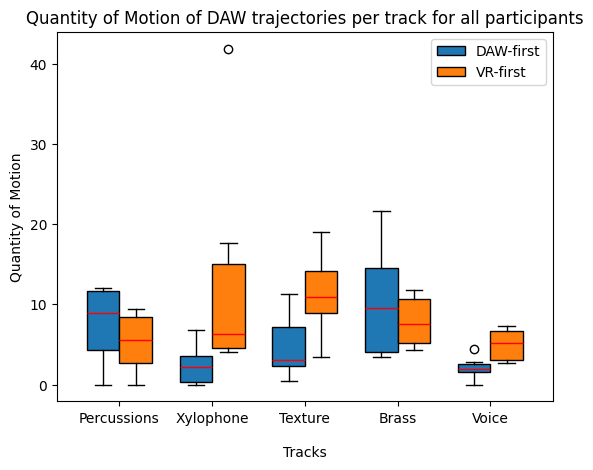 Quantity of Motion of DAW trajectories per track for all participants
DAW-first
VR-first
Quantity of Motion
40
30
20
10
0
Percussions Xylophone Texture Brass Voice
Tracks